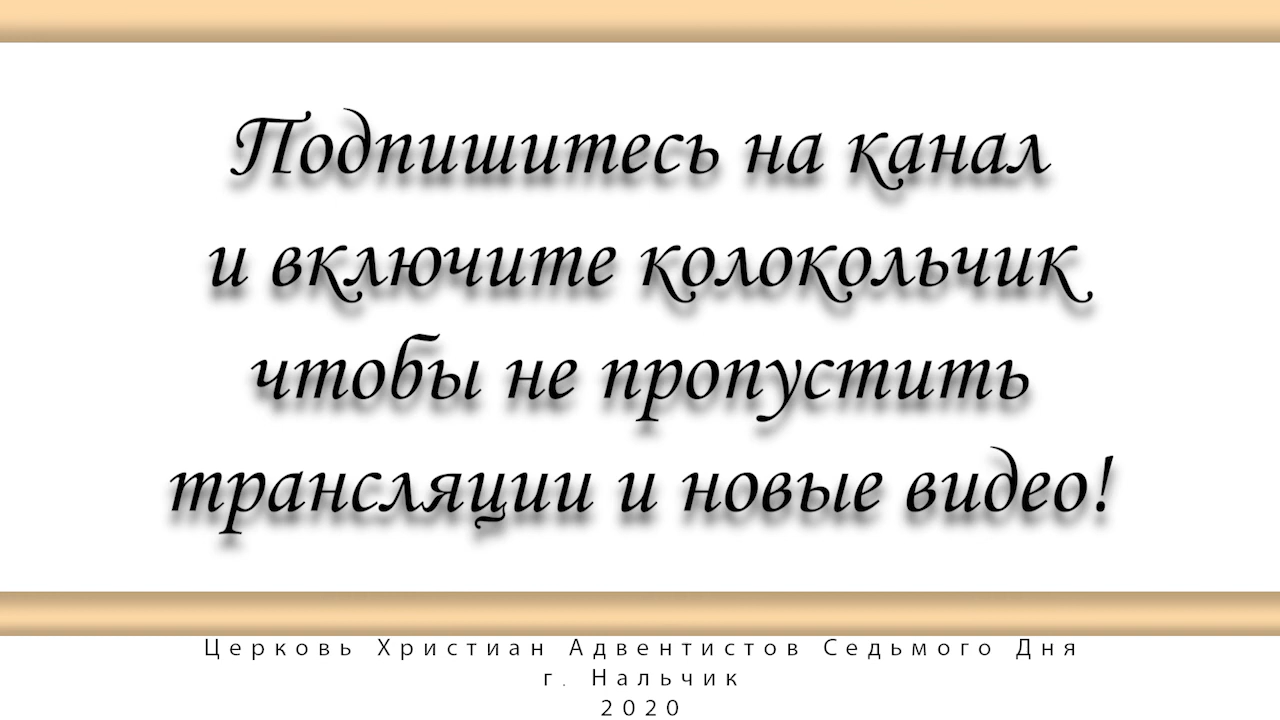 Подпишитесь на канал
и включите колокольчик
чтобы не пропустить
трансляции и новые видео!
Церковь Христиан Адвентистов Седьмого Дня
г. Нальчик
2020